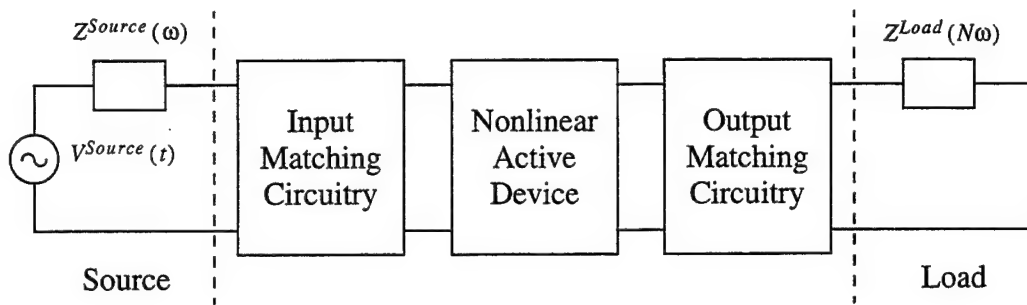 Z^Source (ω)
Z^Load (Nω)
V^Source (t)
Input
Matching
Circuitry
Nonlinear
Active
Device
Output
Matching
Circuitry
Source
Load